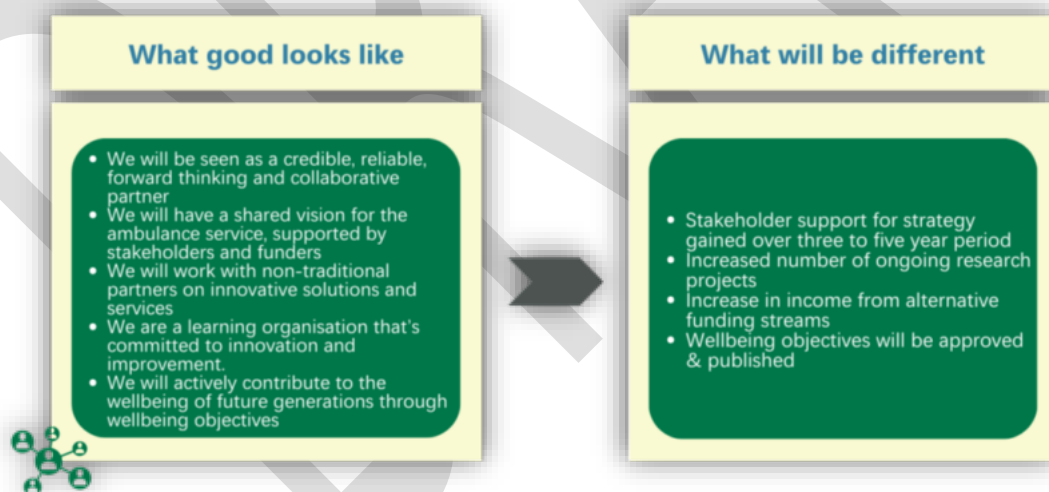 What good looks like
• We will be seen as a credible, reliable,
forward thinking and collaborative
partner
• We will have a shared vision for the
ambulance service, supported by
stakeholders and funders
• We will work with non-traditional
partners on innovative solutions and
services
• We are a learning organisation that's
committed to innovation and
improvement.
• We will actively contribute to the
wellbeing of future generations through
wellbeing objectives
What will be different
• Stakeholder support for strategy
gained over three to five year period
• Increased number of ongoing research
projects
• Increase in income from alternative
funding streams
• Wellbeing objectives will be approved
& published